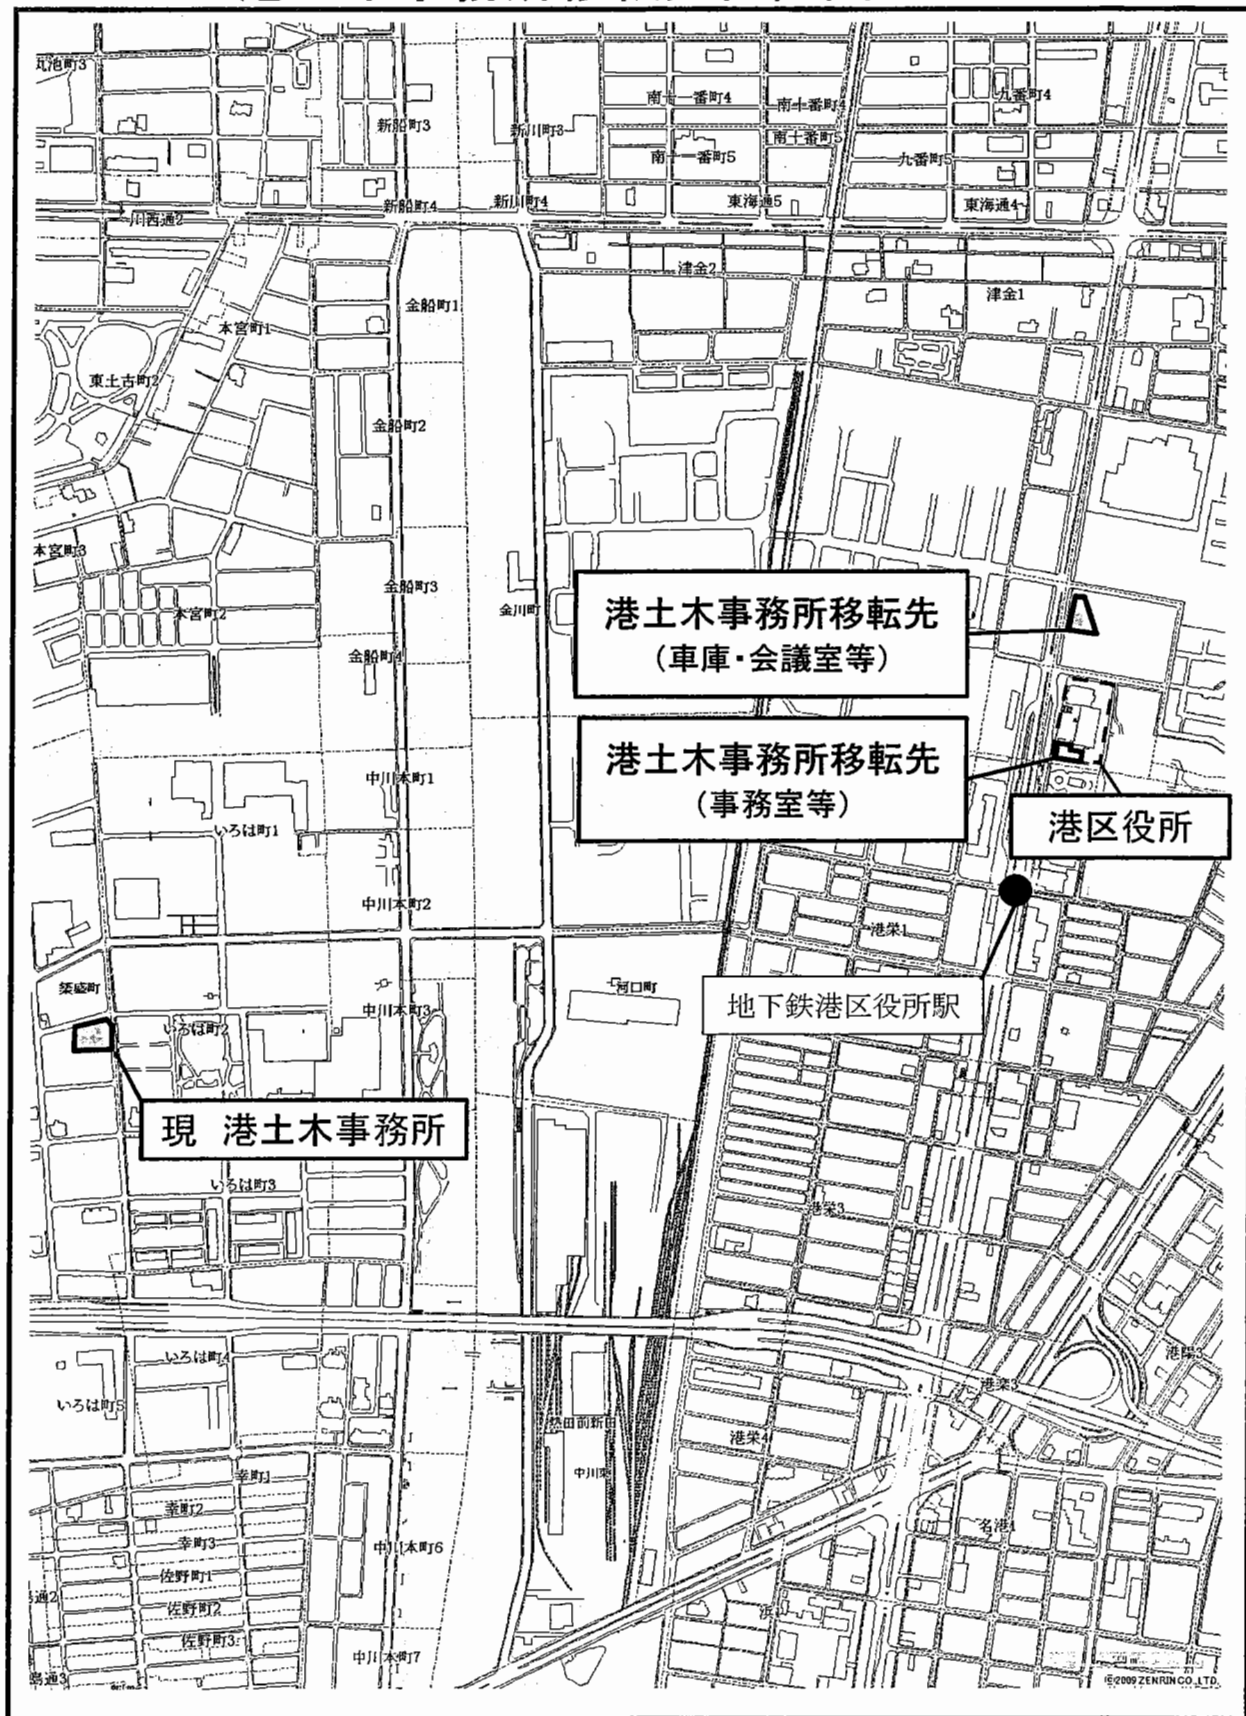 丸池町3
新船町3
新川町3
南十一番町4
南十番町4
九番町4
南十番町5
南十一番町5
九番町5
川西通2
新船町4
新川町4
東海通5
東海通4
津金2
津金1
金船町1
本宮町1
東土古町2
金船町2
本宮町3
金船町3
金川町
本宮町2
金船町4
港土木事務所移転先
(車庫・会議室等)
港土木事務所移転先
(事務室等)
港区役所
中川本町1
いろは町1
中川本町2
港栄1
築盛町
中川本町3
河口町
地下鉄港区役所駅
いろは町2
現 港土木事務所
いろは町3
港栄3
いろは町4
いろは町5
港陽3
港栄4
熱田前新田
幸町1
幸町2
幸町3
名港1
佐野町1
中川本町6
佐野町2
佐野町3
中川本町7
©2009 ZENRIN CO., LTD.